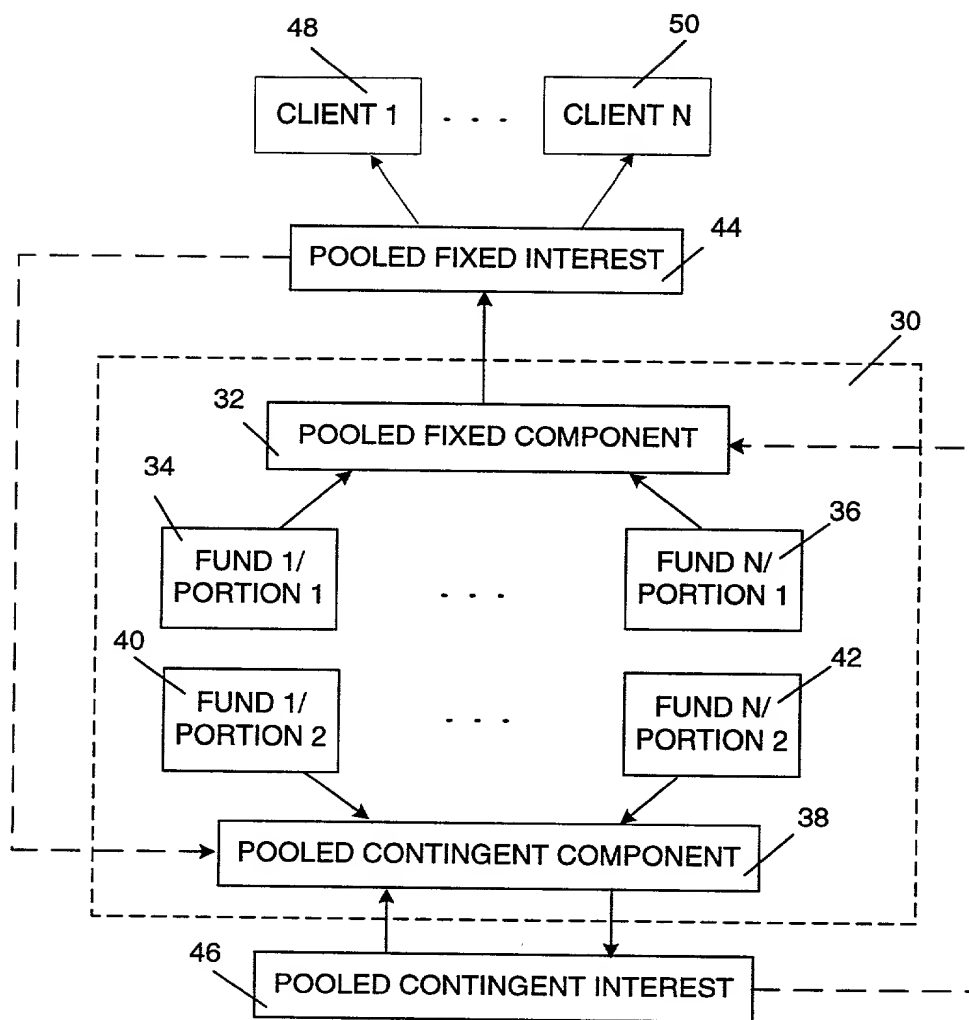 48
50
CLIENT 1
. . .
CLIENT N
44
POOLED FIXED INTEREST
30
32
POOLED FIXED COMPONENT
34
36
FUND 1/
PORTION 1
. . .
FUND N/
PORTION 1
40
42
FUND 1/
PORTION 2
. . .
FUND N/
PORTION 2
38
POOLED CONTINGENT COMPONENT
46
POOLED CONTINGENT INTEREST